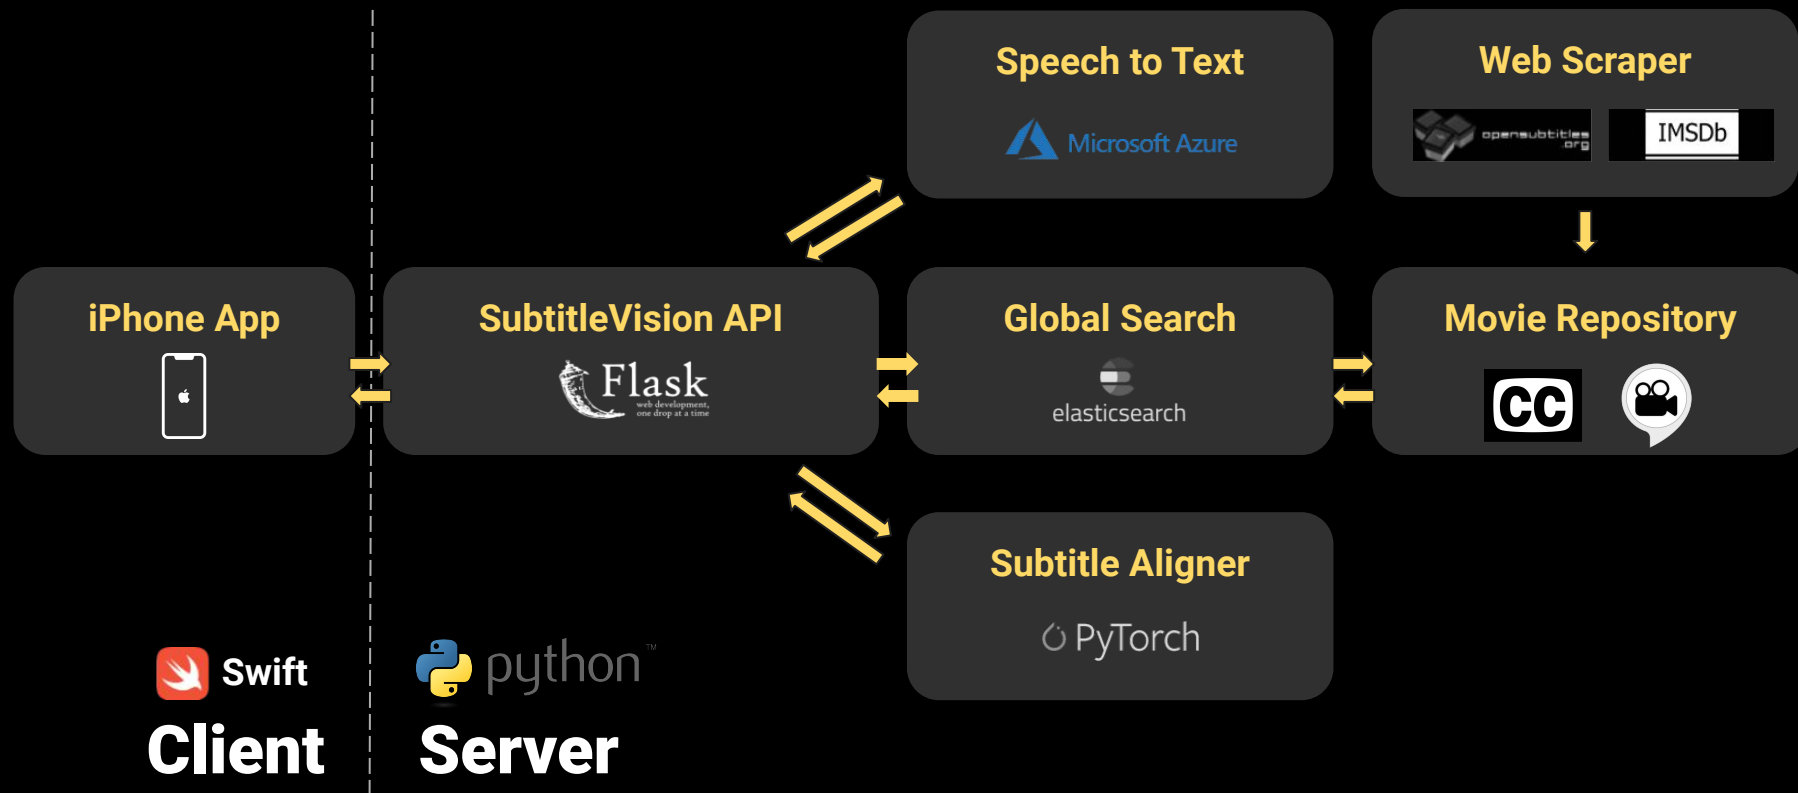 Speech to Text
Microsoft Azure
Web Scraper
opensubtitles
.org
IMSDb
iPhone App
SubtitleVision API
Flask
web development,
one drop at a time
Global Search
elasticsearch
Movie Repository
CC
Subtitle Aligner
PyTorch
Swift
python™
Client
Server